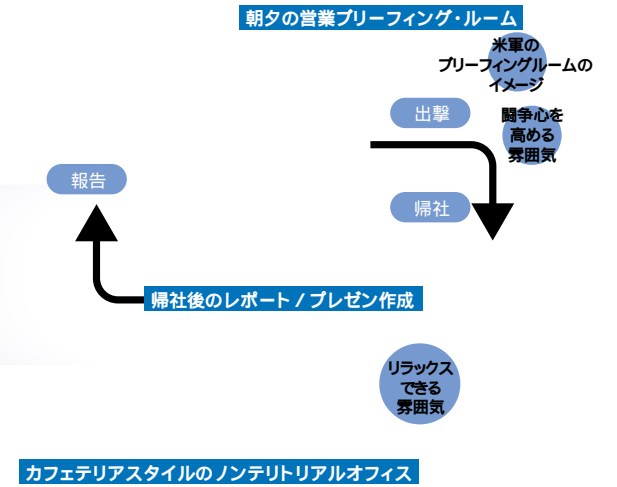 朝夕の営業ブリーフィング・ルーム
米軍の
ブリーフィングルームの
イメージ
出撃
闘争心を
高める
雰囲気
報告
帰社
帰社後のレポート / プレゼン作成
リラックス
できる
雰囲気
カフェテリアスタイルのノンテリトリアルオフィス